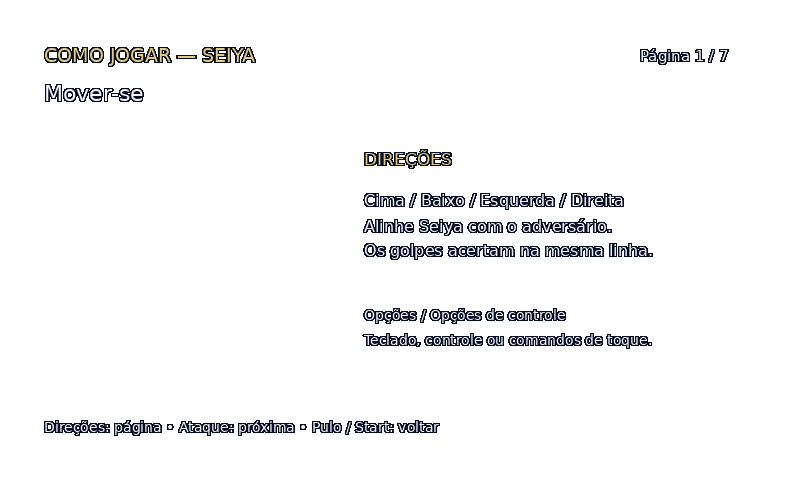 COMO JOGAR — SEIYA
Página 1 / 7
Mover-se
DIREÇÕES
Cima / Baixo / Esquerda / Direita
Alinhe Seiya com o adversário.
Os golpes acertam na mesma linha.
Opções / Opções de controle
Teclado, controle ou comandos de toque.
Direções: página • Ataque: próxima • Pulo / Start: voltar